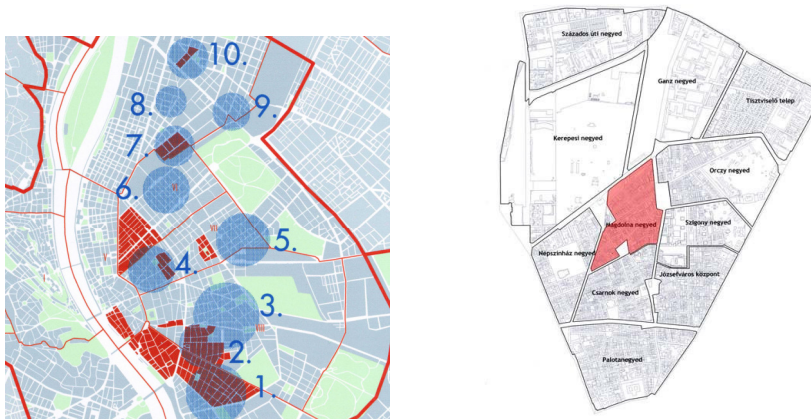 10.
8.
9.
7.
6.
5.
4.
3.
2.
1.
Százados úti negyed
Ganz negyed
Tisztviselő telep
Kerepesi negyed
Orczy negyed
Magdolna negyed
Szigony negyed
Népszínház negyed
Józsefváros központ
Csarnok negyed
Palotanegyed